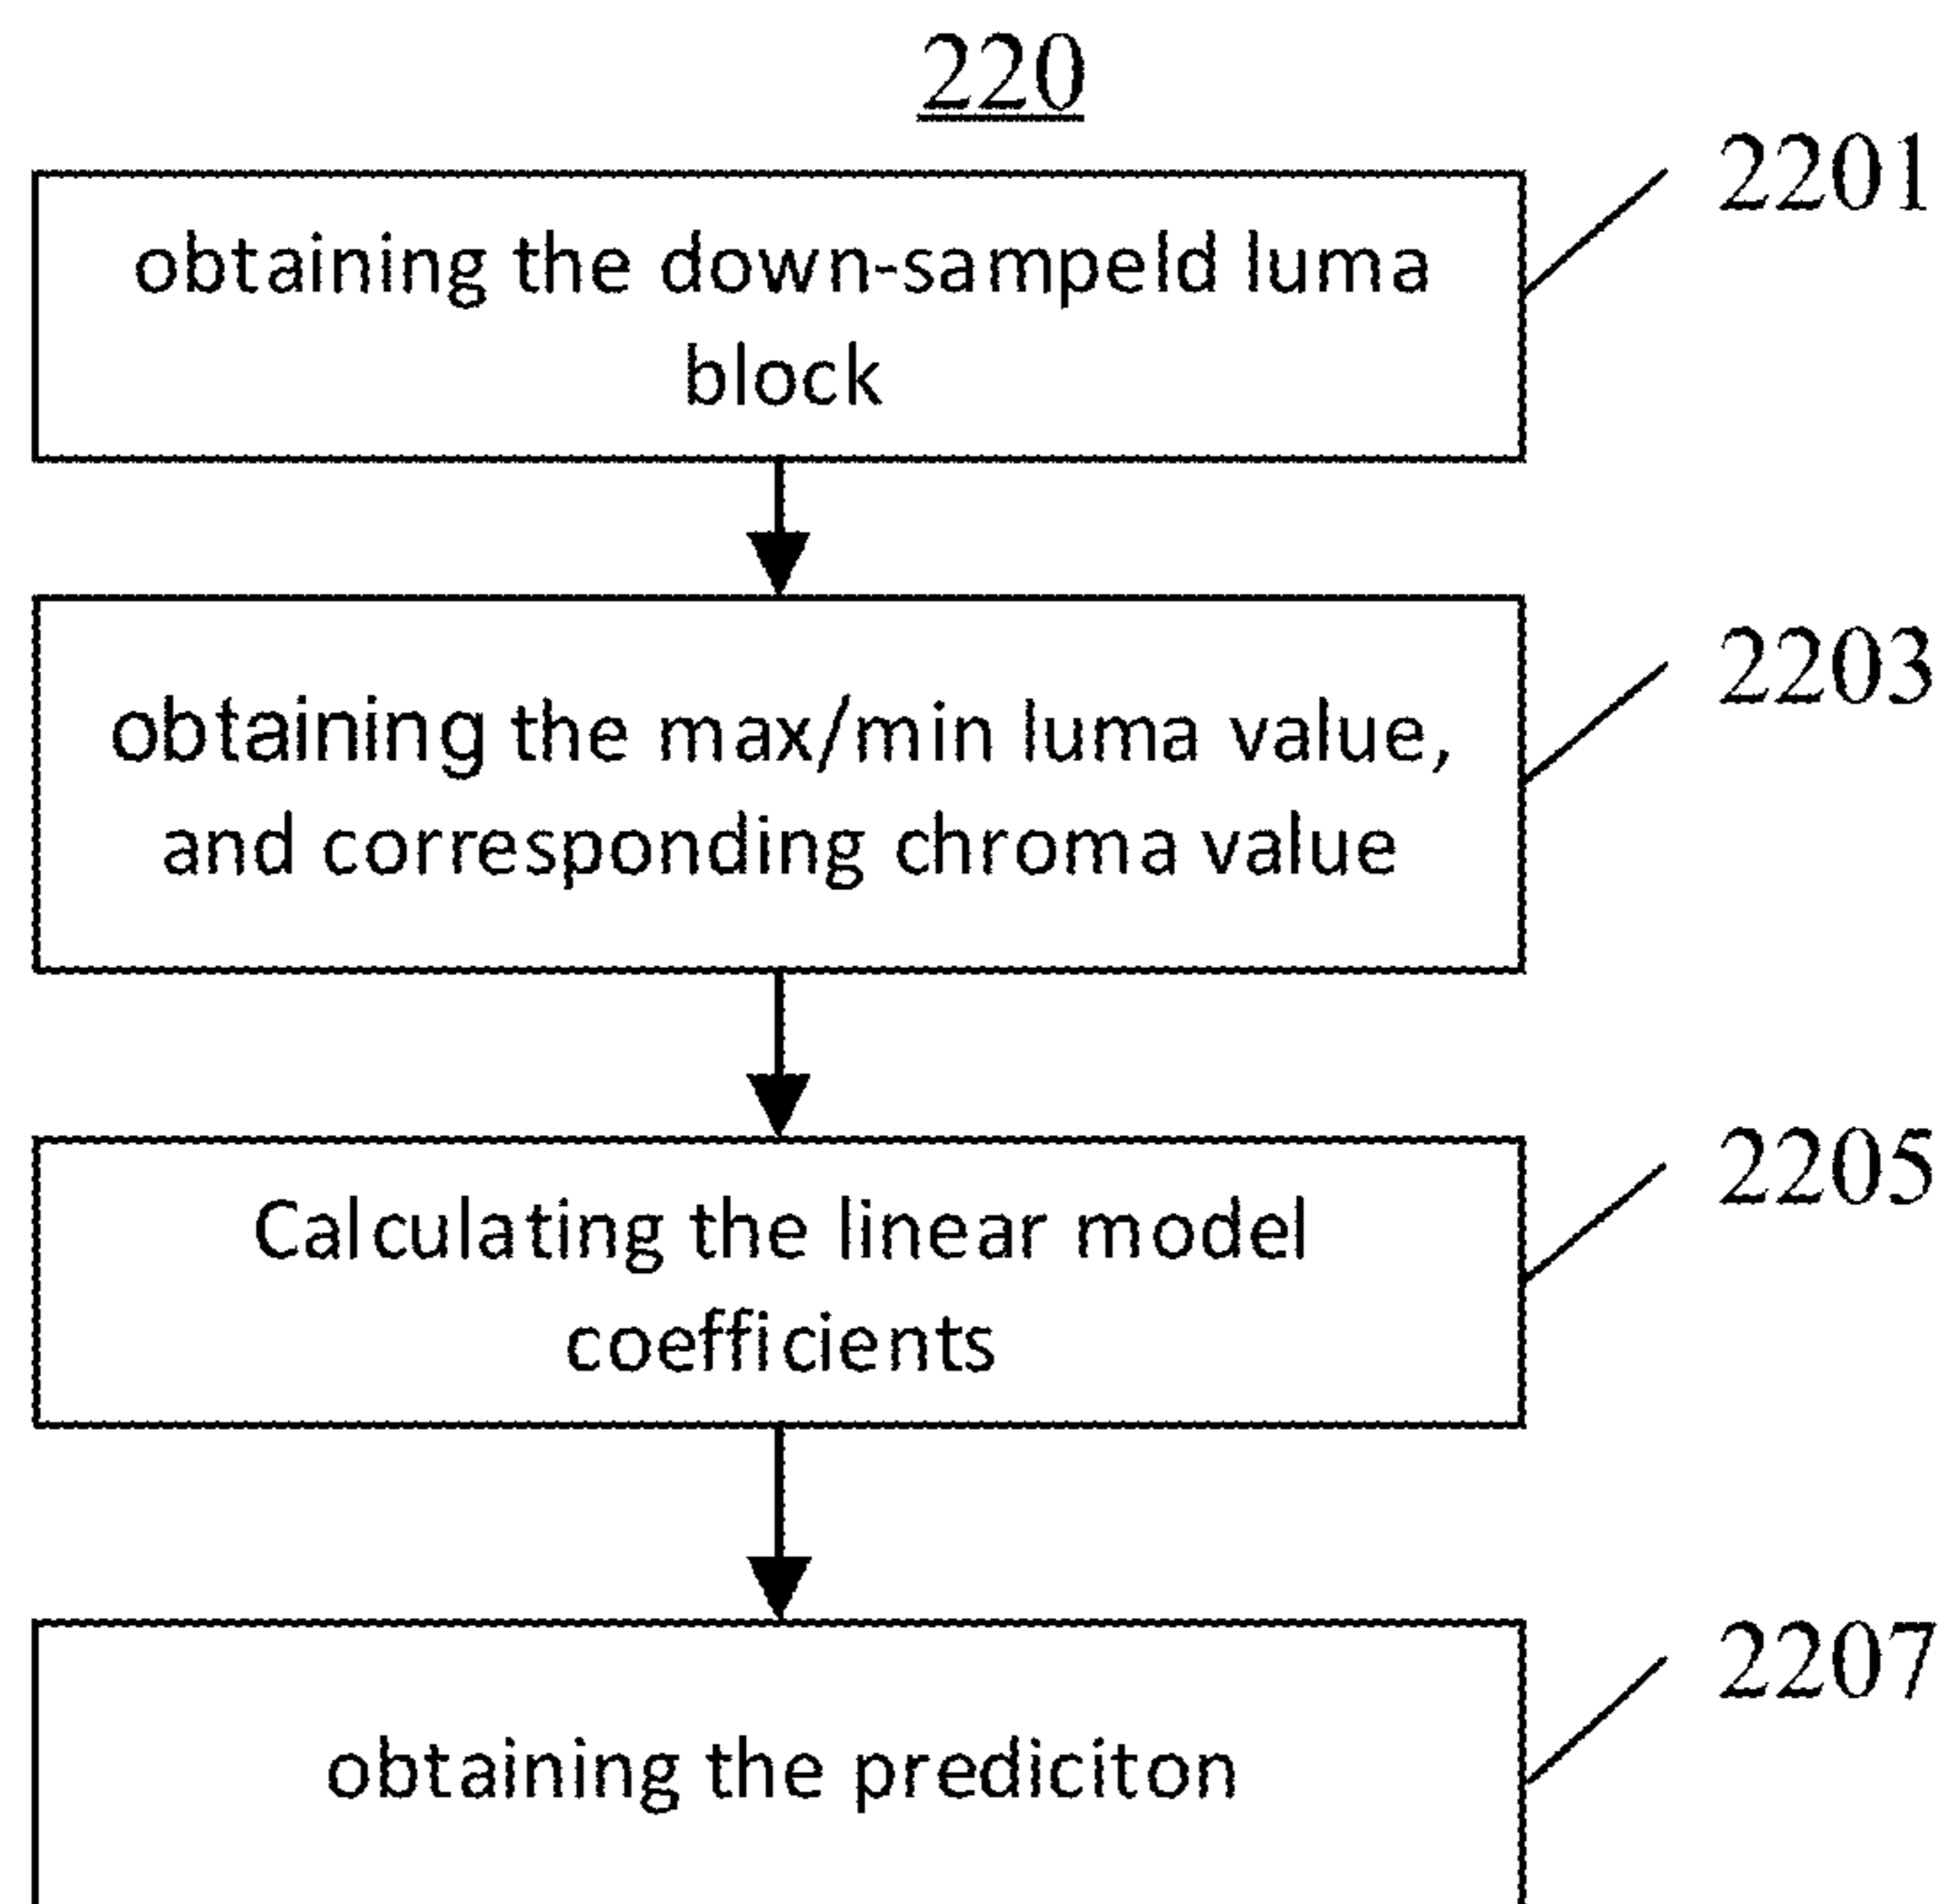 220
2201
obtaining the down-sampeld luma
block
2203
obtaining the max/min luma value,
and corresponding chroma value
2205
Calculating the linear model
coefficients
2207
obtaining the prediciton